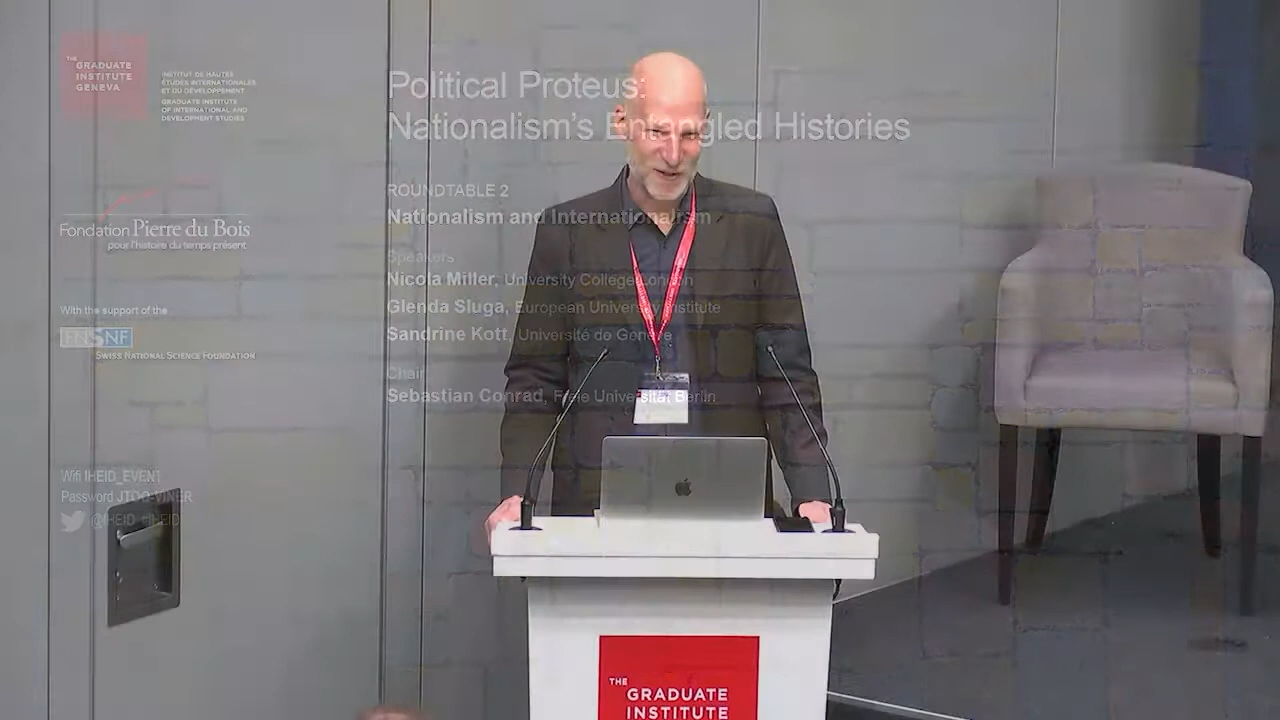 THE
GRADUATE
INSTITUTE
GENEVA
INSTITUT DE HAUTES
ÉTUDES INTERNATIONALES
ET DU DÉVELOPPEMENT
GRADUATE INSTITUTE
OF INTERNATIONAL AND
DEVELOPMENT STUDIES
Fondation Pierre du Bois
pour l'histoire du temps présent
With the support of the
FNSNF
SWISS NATIONAL SCIENCE FOUNDATION
Wifi IHEID_EVENT
Password JTOO-VINER
Political Proteus:
Nationalism's Entangled Histories
ROUNDTABLE 2
Nationalism and Internationalism
Speakers
Nicola Miller, University College London
Glenda Sluga, European University Institute
Sandrine Kott, Université de Genève
Chair
Sebastian Conrad, Freie Universität Berlin
THE
GRADUATE
INSTITUTE